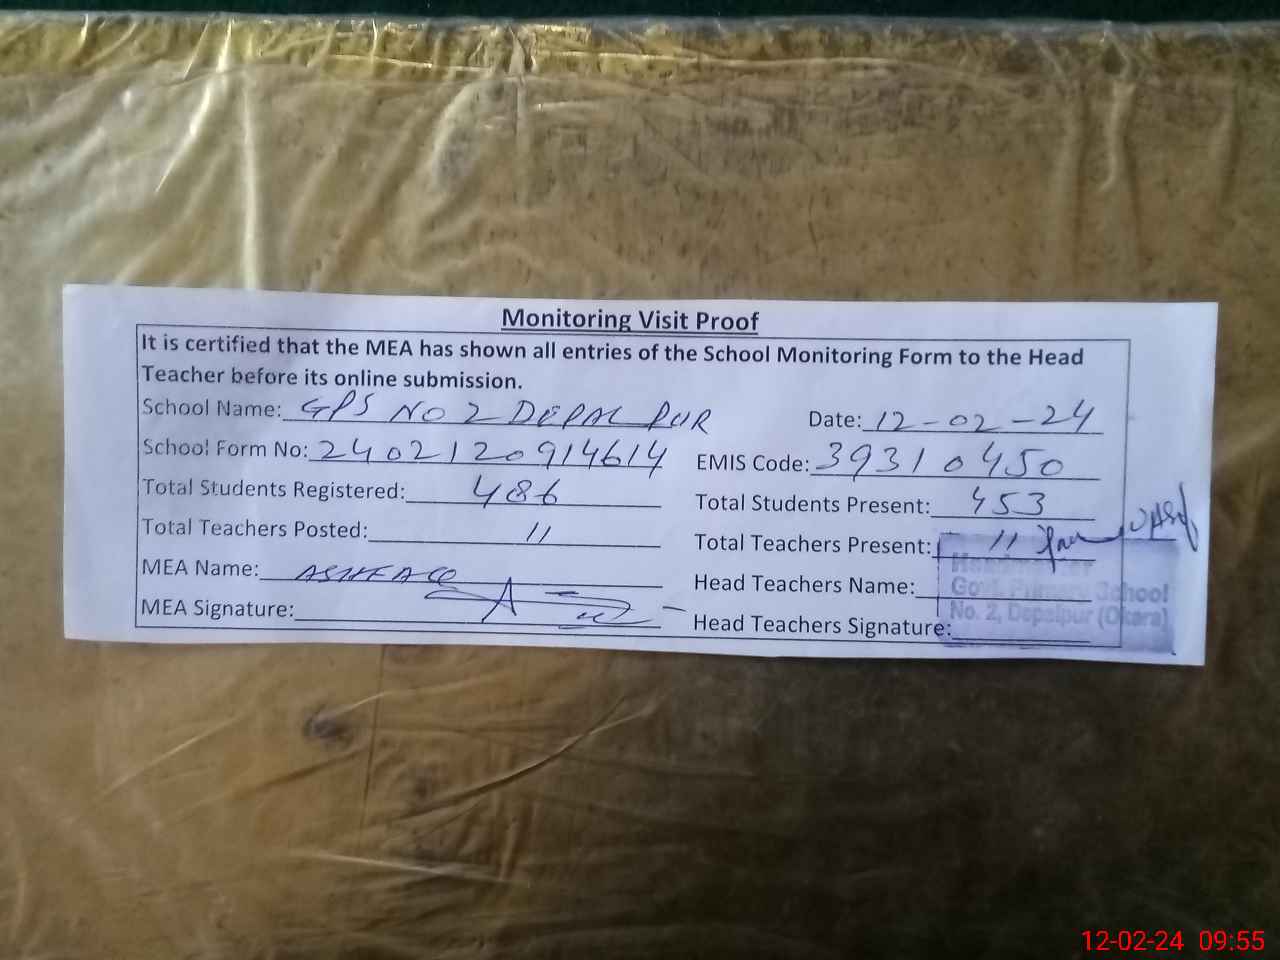 Monitoring Visit Proof
It is certified that the MEA has shown all entries of the School Monitoring Form to the Head
Teacher before its online submission.
School Name: GPS NO 2 DEPAL PUR Date: 12-02-24
School Form No: 2402120914614 EMIS Code: 39310450
Total Students Registered: 486 Total Students Present: 453
Total Teachers Posted: 11 Total Teachers Present: 11
MEA Name: ASHFAQ Head Teachers Name:
MEA Signature: Head Teachers Signature:
Headmaster
Govt. Primary School
No. 2, Depalpur (Okara)
12-02-24 09:55